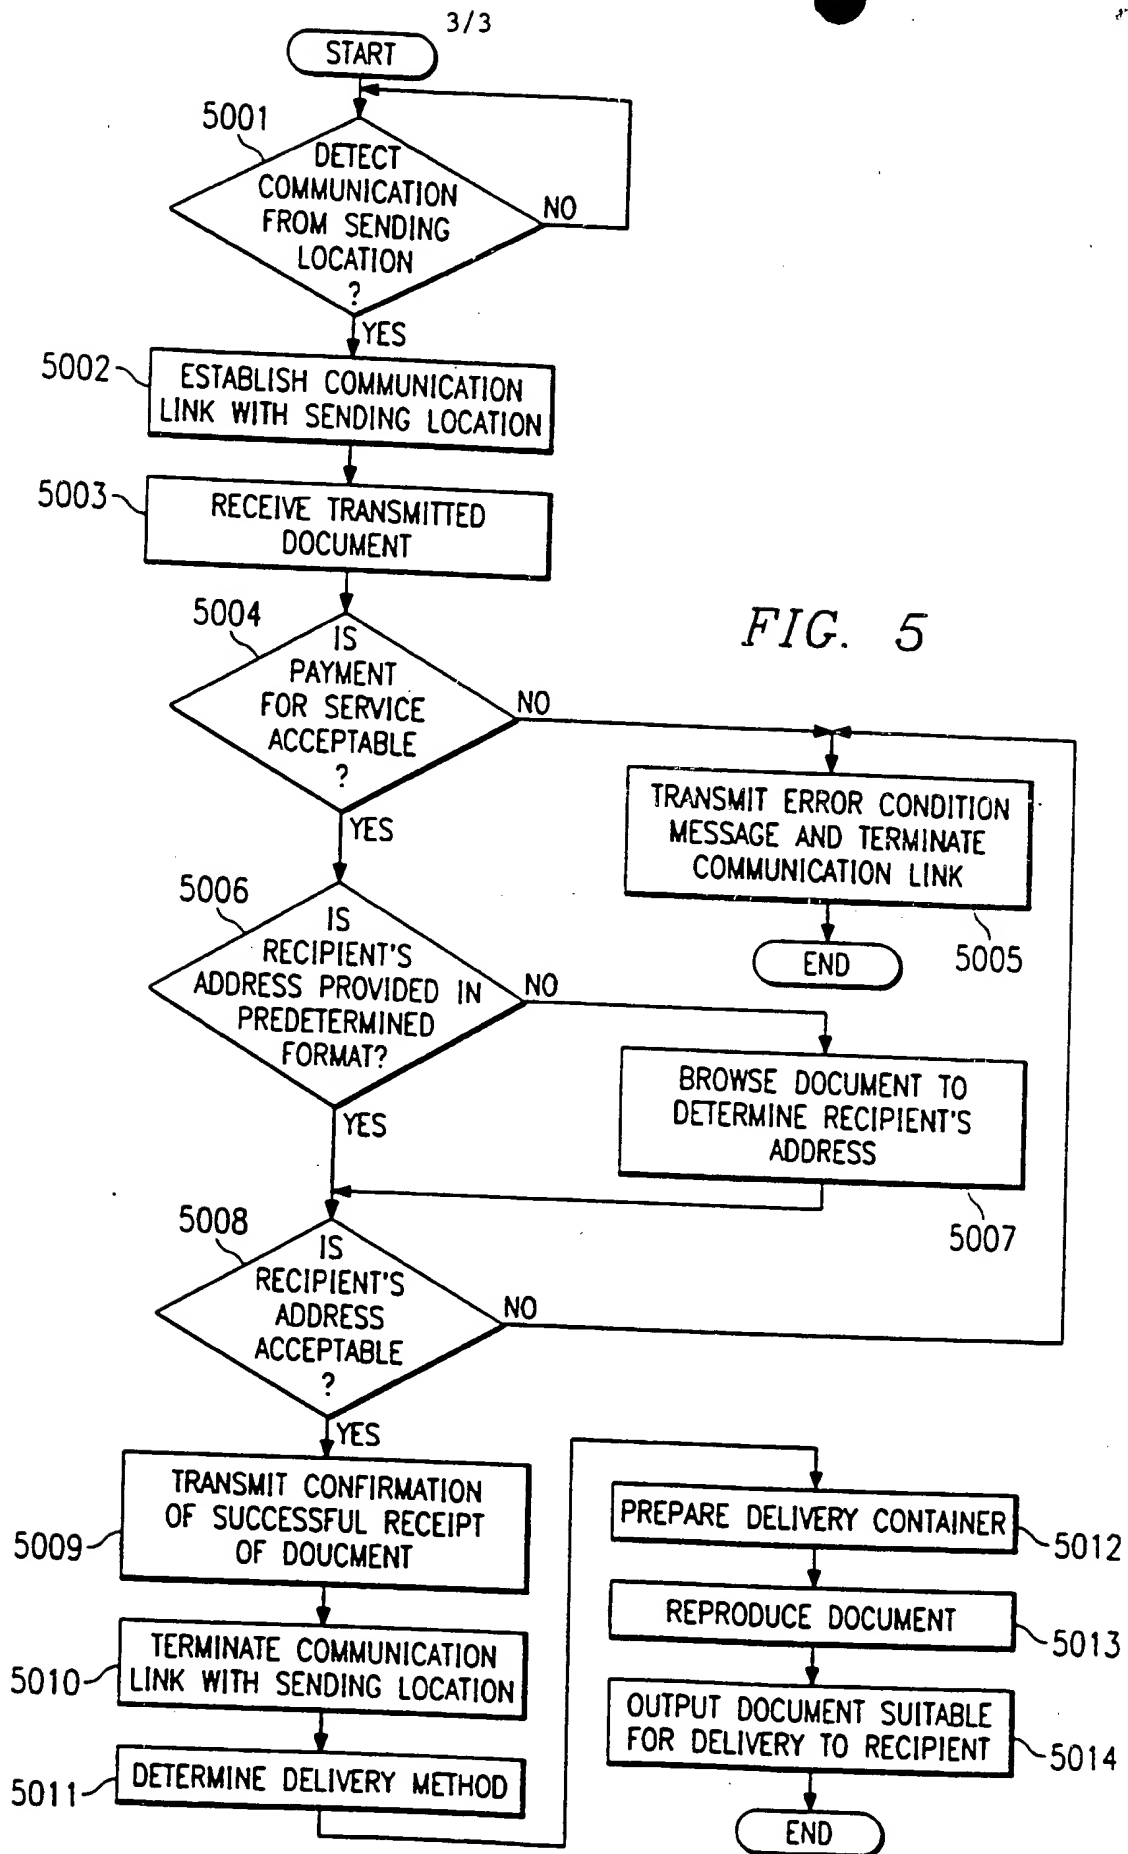 3/3
START
5001
DETECT
COMMUNICATION
FROM SENDING
LOCATION
?
NO
YES
5002
ESTABLISH COMMUNICATION
LINK WITH SENDING LOCATION
5003
RECEIVE TRANSMITTED
DOCUMENT
5004
IS
PAYMENT
FOR SERVICE
ACCEPTABLE
?
NO
YES
FIG. 5
TRANSMIT ERROR CONDITION
MESSAGE AND TERMINATE
COMMUNICATION LINK
5005
END
5006
IS
RECIPIENT'S
ADDRESS PROVIDED IN
PREDETERMINED
FORMAT?
NO
YES
BROWSE DOCUMENT TO
DETERMINE RECIPIENT'S
ADDRESS
5007
5008
IS
RECIPIENT'S
ADDRESS
ACCEPTABLE
?
NO
YES
TRANSMIT CONFIRMATION
OF SUCCESSFUL RECEIPT
OF DOUCMENT
5009
TERMINATE COMMUNICATION
LINK WITH SENDING LOCATION
5010
DETERMINE DELIVERY METHOD
5011
PREPARE DELIVERY CONTAINER
5012
REPRODUCE DOCUMENT
5013
OUTPUT DOCUMENT SUITABLE
FOR DELIVERY TO RECIPIENT
5014
END